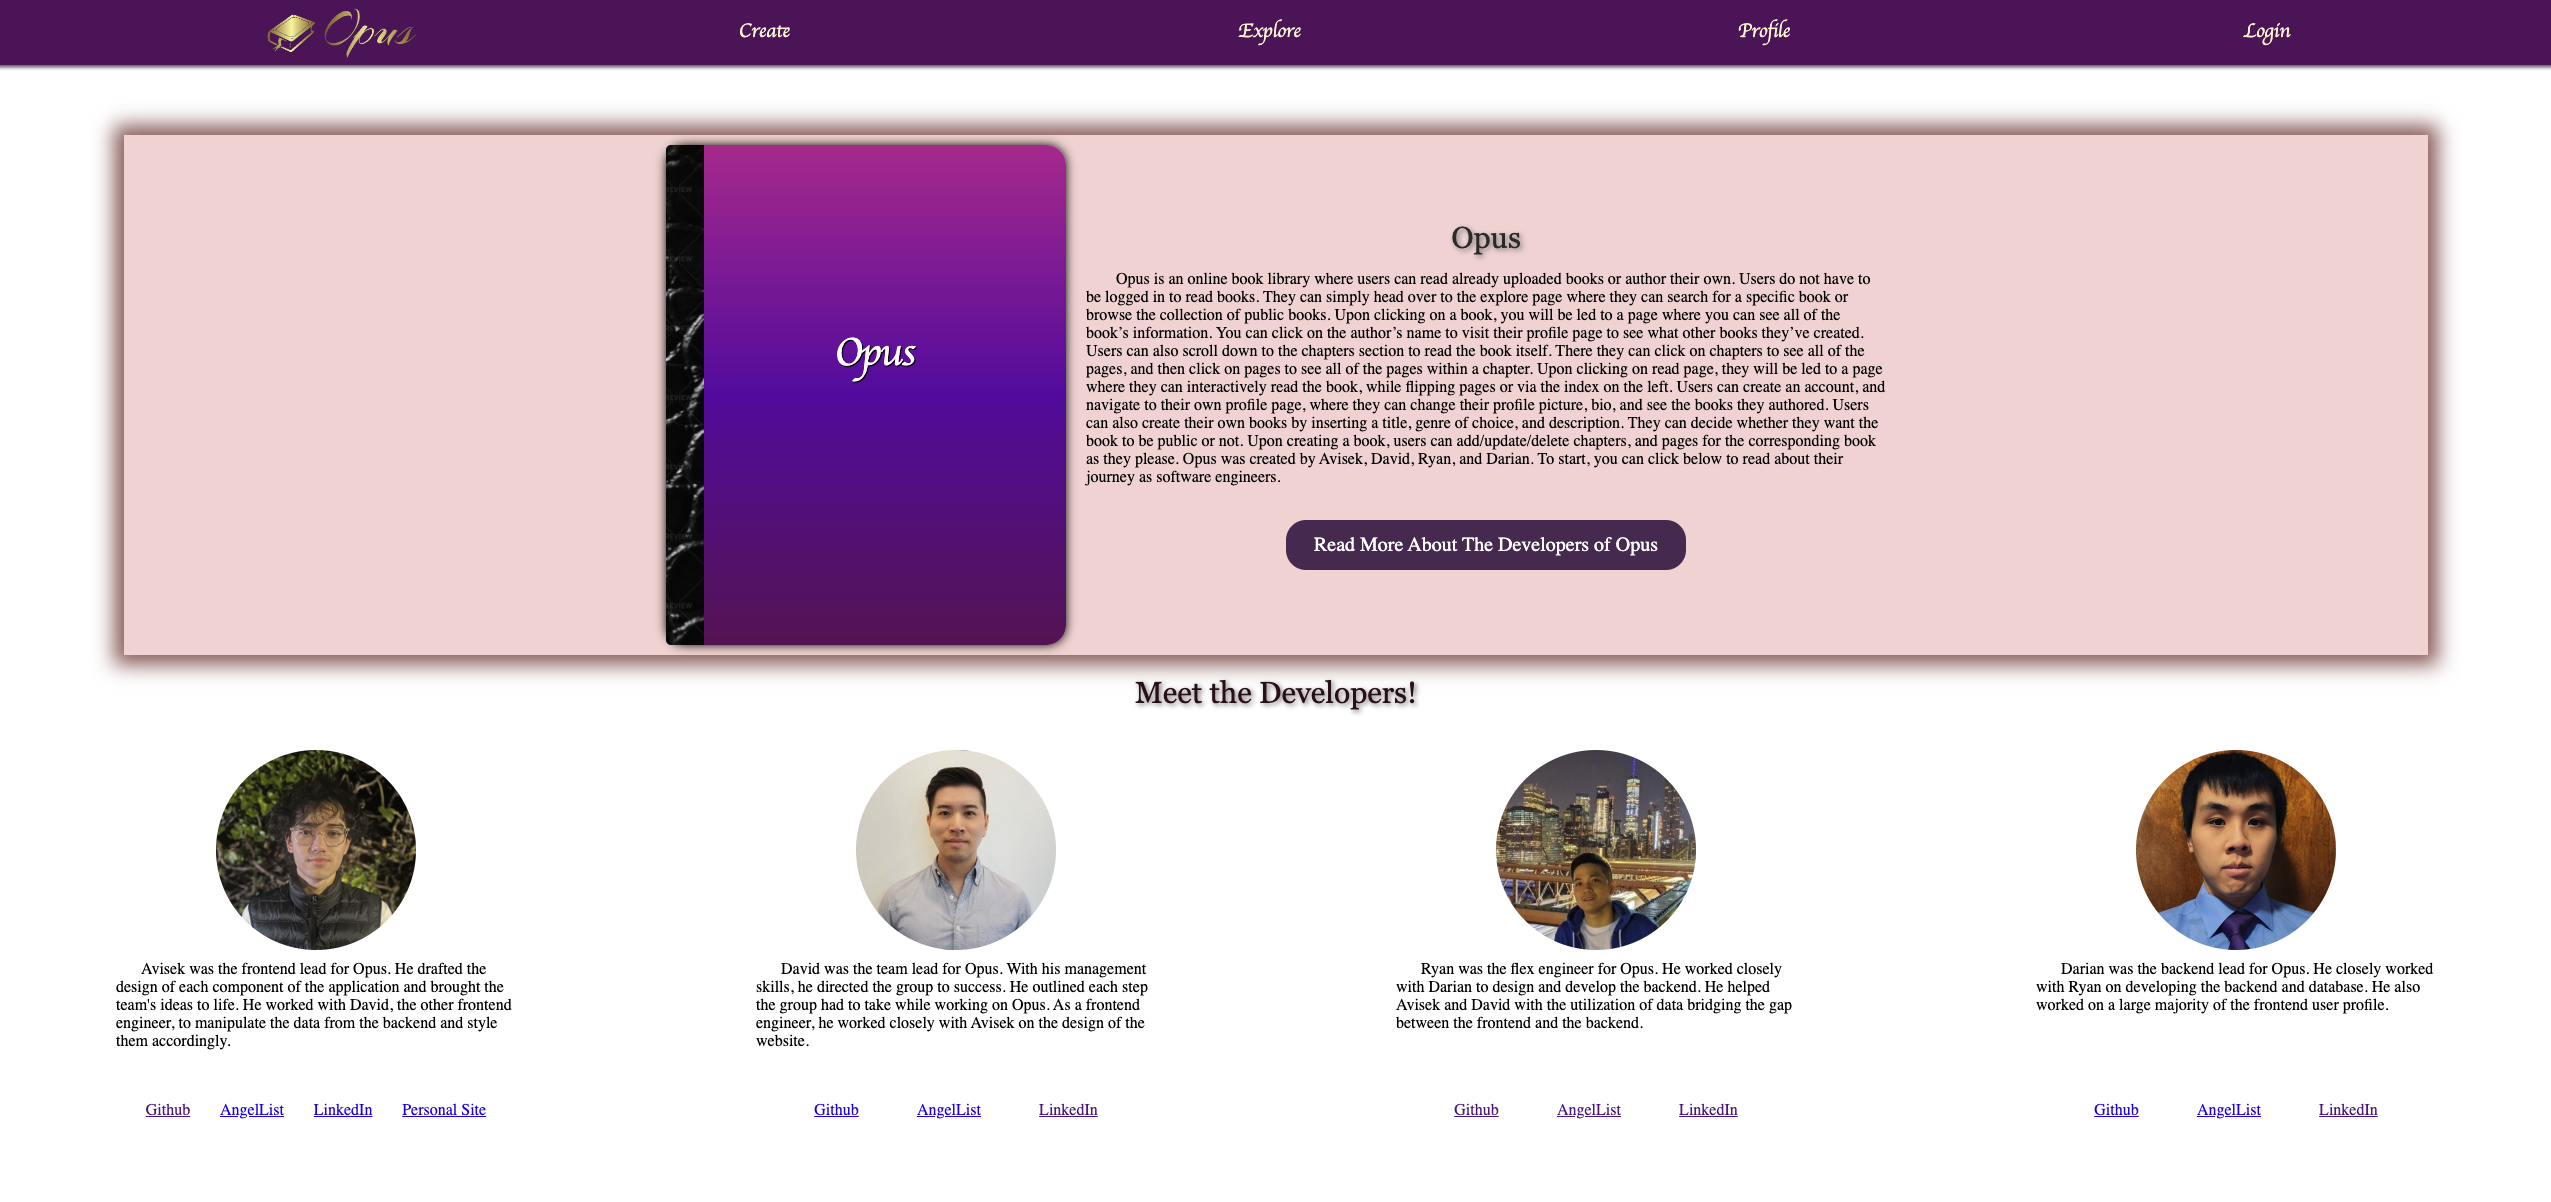 Opus
Create
Explore
Profile
Login
Opus
Opus
Opus is an online book library where users can read already uploaded books or author their own. Users do not have to
be logged in to read books. They can simply head over to the explore page where they can search for a specific book or
browse the collection of public books. Upon clicking on a book, you will be led to a page where you can see all of the
book’s information. You can click on the author’s name to visit their profile page to see what other books they’ve created.
Users can also scroll down to the chapters section to read the book itself. There they can click on chapters to see all of the
pages, and then click on pages to see all of the pages within a chapter. Upon clicking on read page, they will be led to a page
where they can interactively read the book, while flipping pages or via the index on the left. Users can create an account, and
navigate to their own profile page, where they can change their profile picture, bio, and see the books they authored. Users
can also create their own books by inserting a title, genre of choice, and description. They can decide whether they want the
book to be public or not. Upon creating a book, users can add/update/delete chapters, and pages for the corresponding book
as they please. Opus was created by Avisek, David, Ryan, and Darian. To start, you can click below to read about their
journey as software engineers.
Read More About The Developers of Opus
Meet the Developers!
Avisek was the frontend lead for Opus. He drafted the
design of each component of the application and brought the
team's ideas to life. He worked with David, the other frontend
engineer, to manipulate the data from the backend and style
them accordingly.
Github
AngelList
LinkedIn
Personal Site
David was the team lead for Opus. With his management
skills, he directed the group to success. He outlined each step
the group had to take while working on Opus. As a frontend
engineer, he worked closely with Avisek on the design of the
website.
Github
AngelList
LinkedIn
Ryan was the flex engineer for Opus. He worked closely
with Darian to design and develop the backend. He helped
Avisek and David with the utilization of data bridging the gap
between the frontend and the backend.
Github
AngelList
LinkedIn
Darian was the backend lead for Opus. He closely worked
with Ryan on developing the backend and database. He also
worked on a large majority of the frontend user profile.
Github
AngelList
LinkedIn